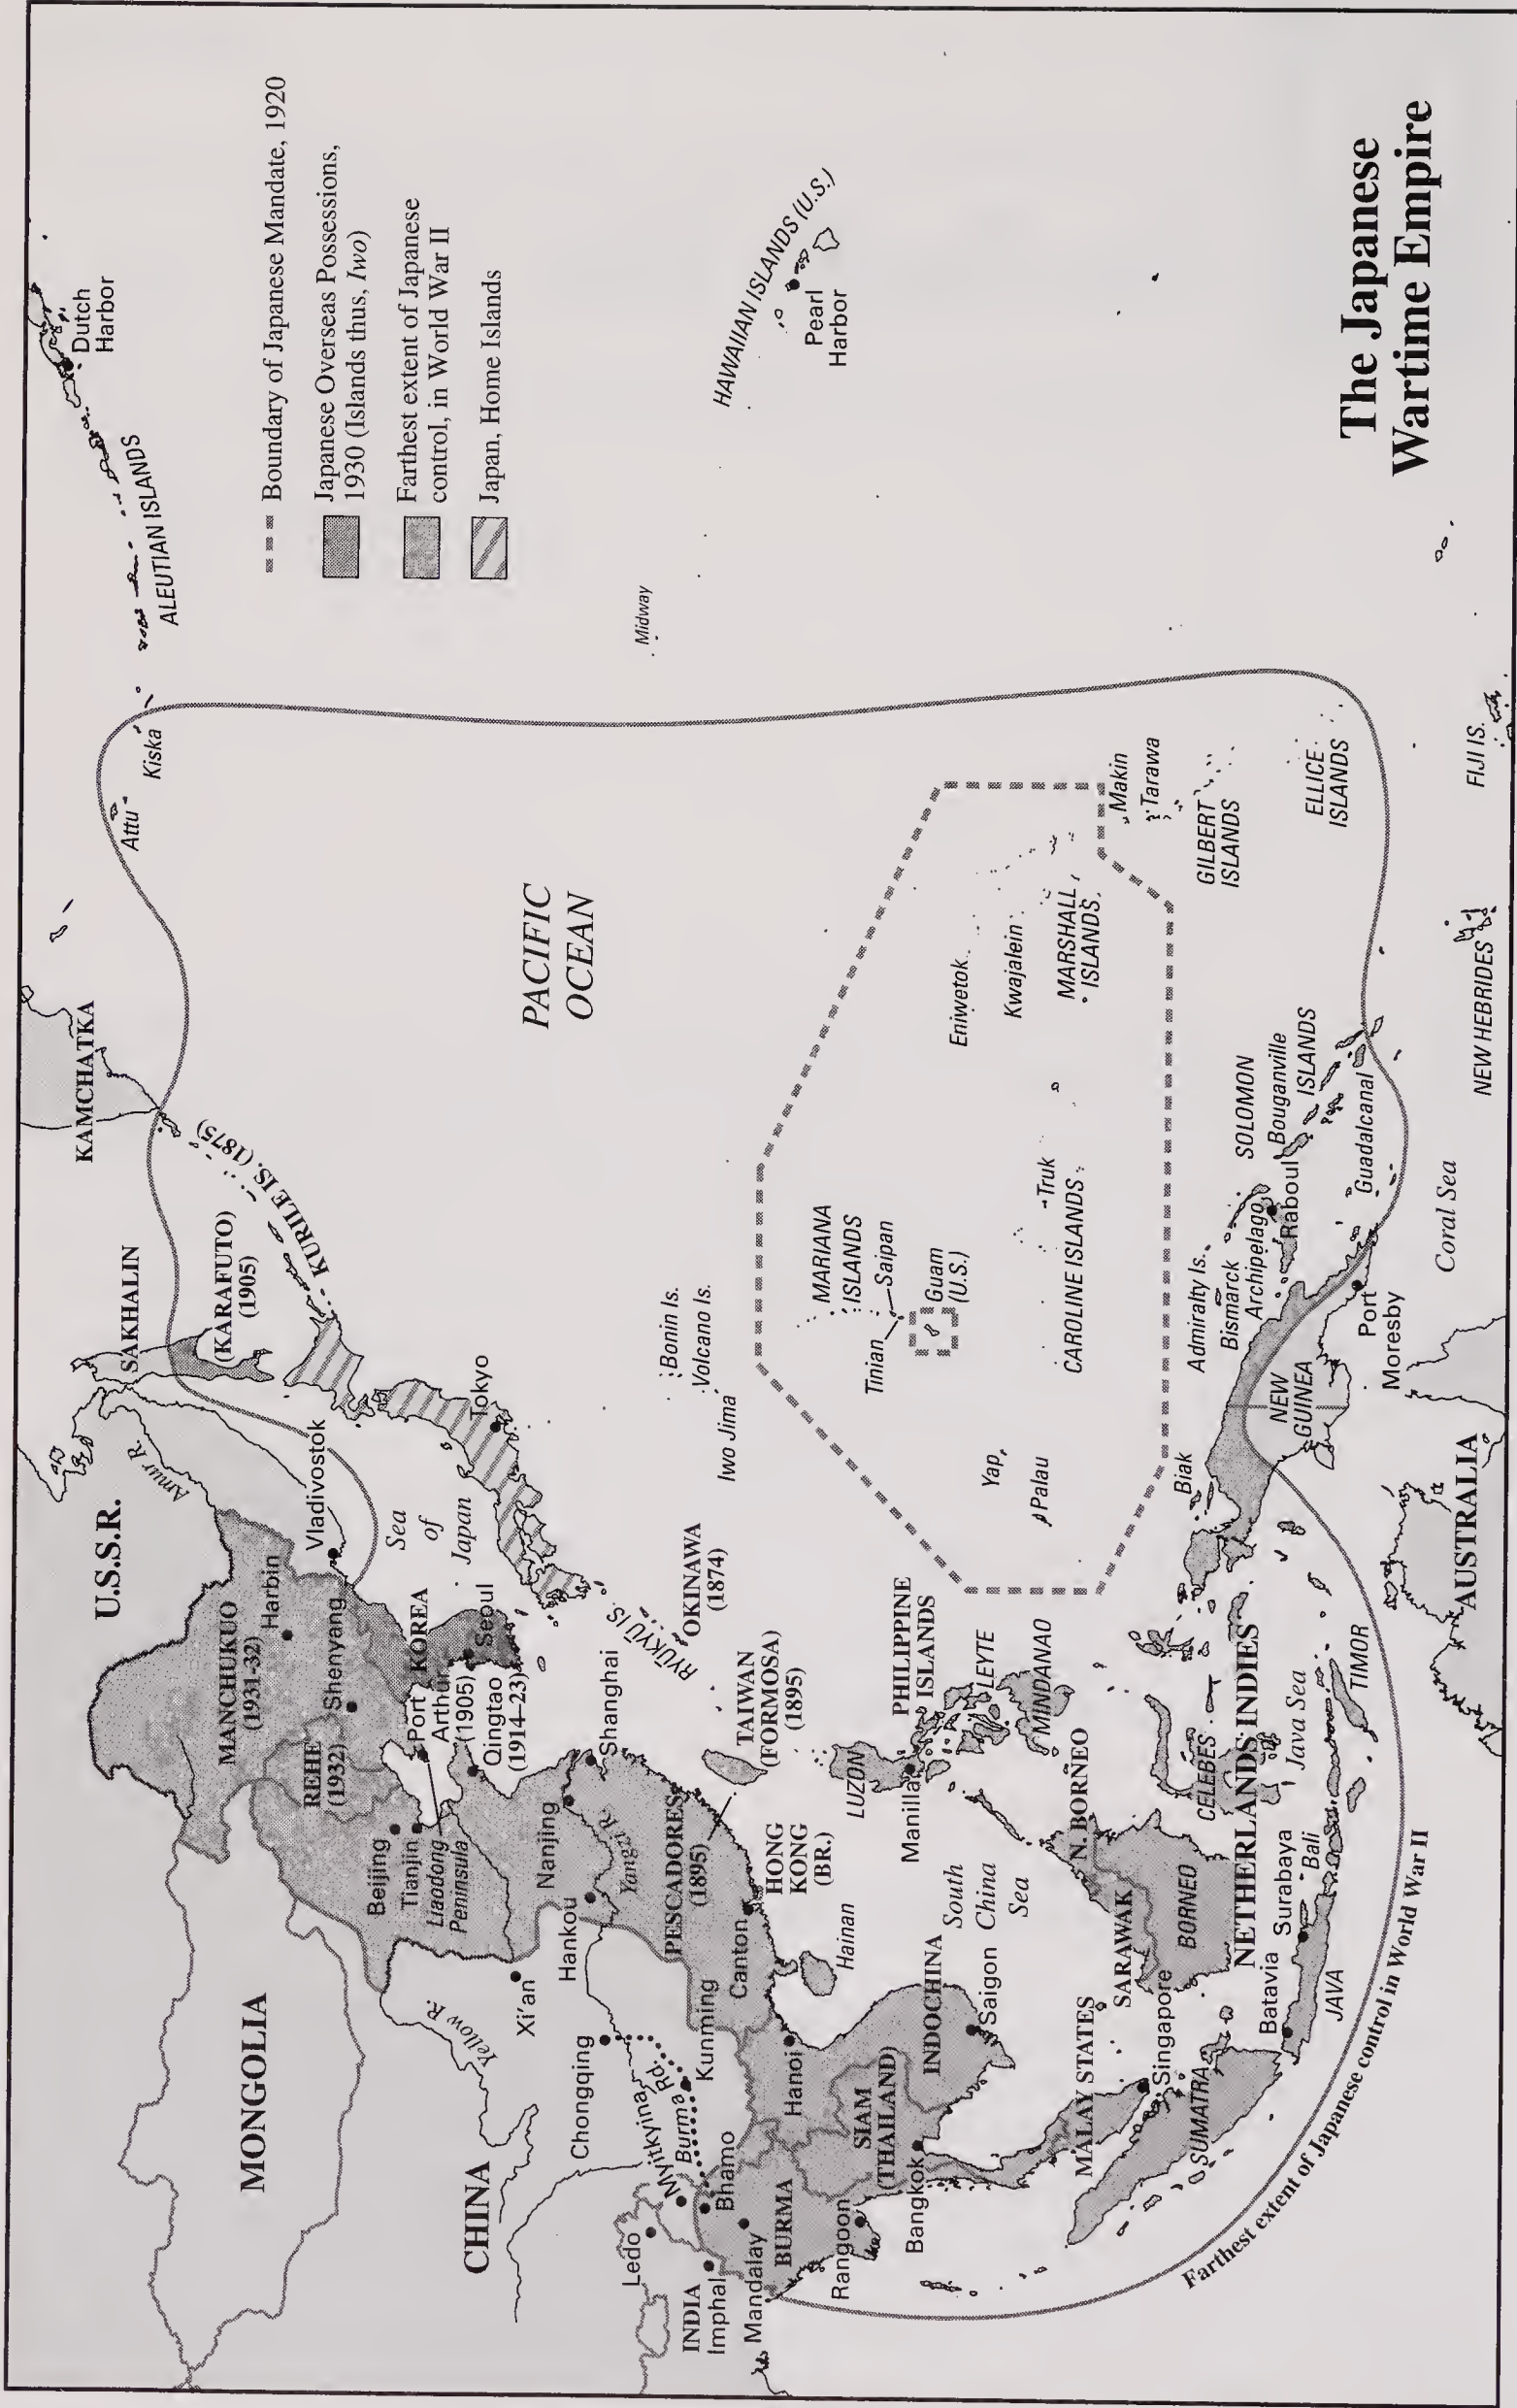 Dutch
Harbor
ALEUTIAN ISLANDS
Kiska
Attu
KAMCHATKA
SAKHALIN
(KARAFUTO)
(1905)
KURILE IS. (1875)
U.S.S.R.
Amur R.
Vladivostok
Sea
of
Japan
Tokyo
MONGOLIA
MANCHUKUO
(1931-32)
Harbin
Shenyang
REHE
(1932)
KOREA
Seoul
Port
Arthur
(1905)
Qingtao
(1914–23)
Beijing
Tianjin
Liaodong
Peninsula
CHINA
Yellow R.
Xi'an
Nanjing
Shanghai
Hankou
Yangzi R.
Chongqing
Burma Rd.
Kunming
Canton
PESCADORES
(1895)
TAIWAN
(FORMOSA)
(1895)
RYŪKYŪ IS.
OKINAWA
(1874)
HONG
KONG
(BR.)
Hainan
Ledo
Myitkyina
Bhamo
INDIA
Imphal
Mandalay
BURMA
Rangoon
Hanoi
SIAM
(THAILAND)
Bangkok
INDOCHINA
Saigon
South
China
Sea
PHILIPPINE
ISLANDS
LUZON
Manilla
LEYTE
MINDANAO
MALAY STATES
Singapore
SUMATRA
SARAWAK
N. BORNEO
BORNEO
CELEBES
NETHERLANDS INDIES
Batavia
Surabaya
Bali
JAVA
Java Sea
TIMOR
AUSTRALIA
PACIFIC
OCEAN
Bonin Is.
Volcano Is.
Iwo Jima
MARIANA
ISLANDS
Saipan
Tinian
Guam
(U.S.)
Yap
Palau
CAROLINE ISLANDS
Truk
Eniwetok
Kwajalein
MARSHALL
ISLANDS
Makin
Tarawa
GILBERT
ISLANDS
ELLICE
ISLANDS
FIJI IS.
NEW HEBRIDES
Biak
NEW
GUINEA
Admiralty Is.
Bismarck
Archipelago
Raboul
SOLOMON
ISLANDS
Bouganville
Guadalcanal
Port
Moresby
Coral Sea
Midway
HAWAIIAN ISLANDS (U.S.)
Pearl
Harbor
Boundary of Japanese Mandate, 1920
Japanese Overseas Possessions,
1930 (Islands thus, Iwo)
Farthest extent of Japanese
control, in World War II
Japan, Home Islands
Farthest extent of Japanese control in World War II
The Japanese
Wartime Empire